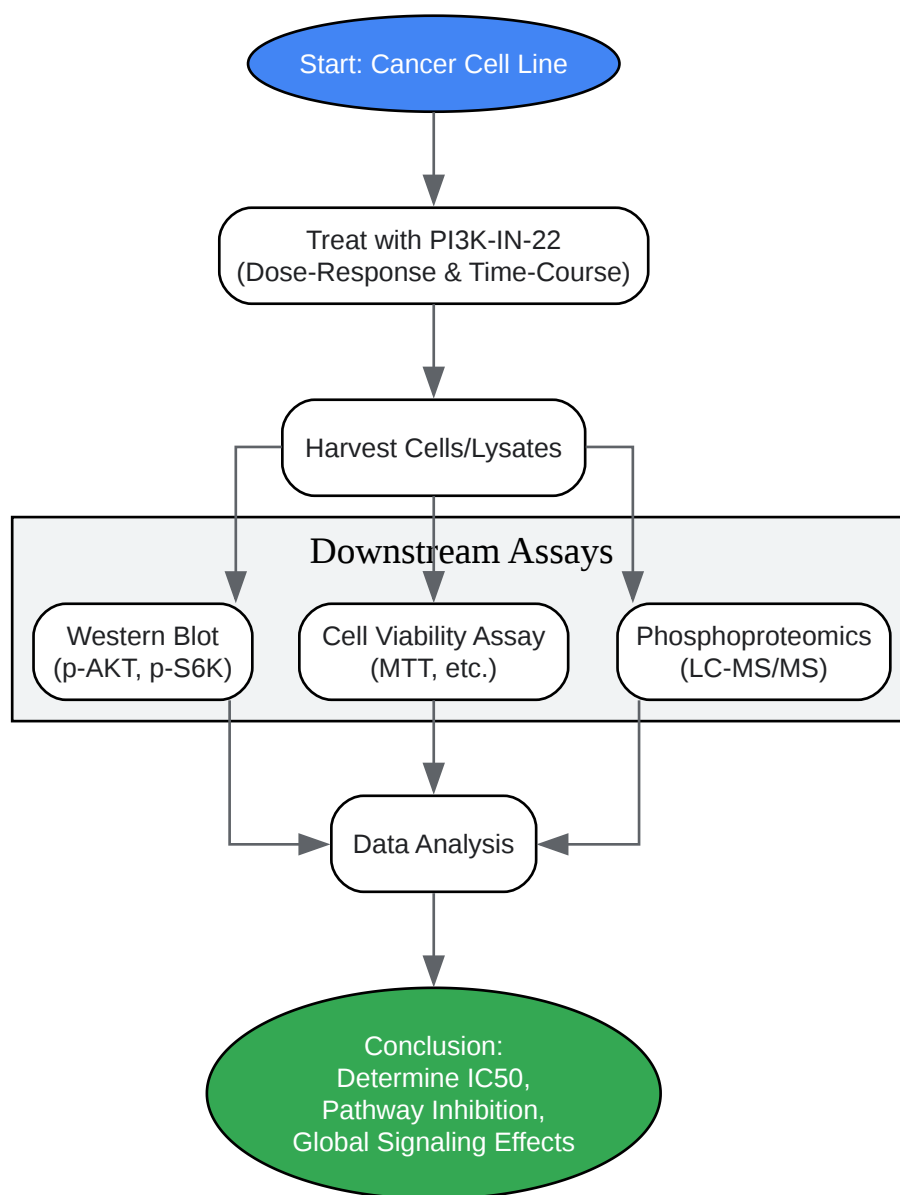 Start: Cancer Cell Line
Treat with PI3K-IN-22
(Dose-Response & Time-Course)
Harvest Cells/Lysates
Downstream Assays
Western Blot
(p-AKT, p-S6K)
Cell Viability Assay
(MTT, etc.)
Phosphoproteomics
(LC-MS/MS)
Data Analysis
Conclusion:
Determine IC50,
Pathway Inhibition,
Global Signaling Effects